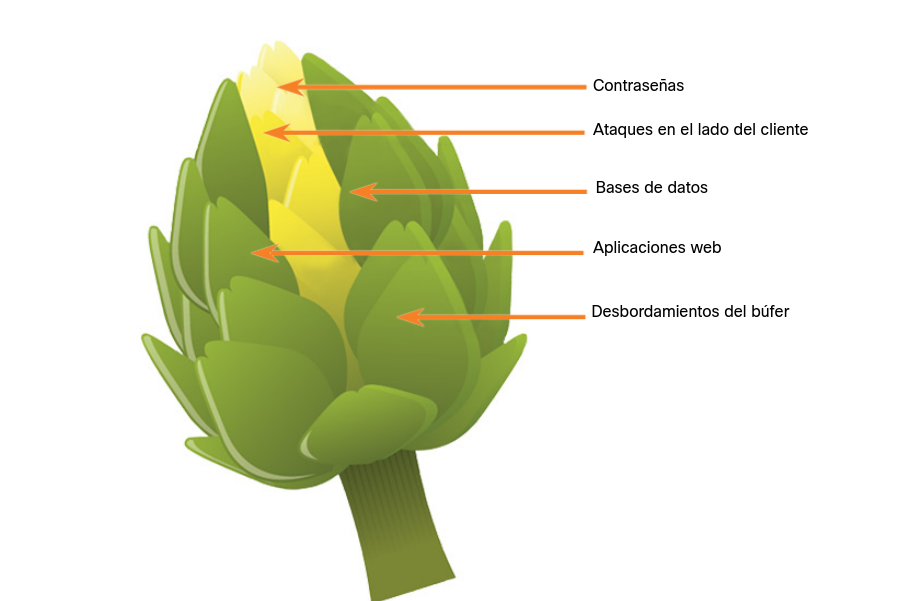 Contraseñas
Ataques en el lado del cliente
Bases de datos
Aplicaciones web
Desbordamientos del búfer